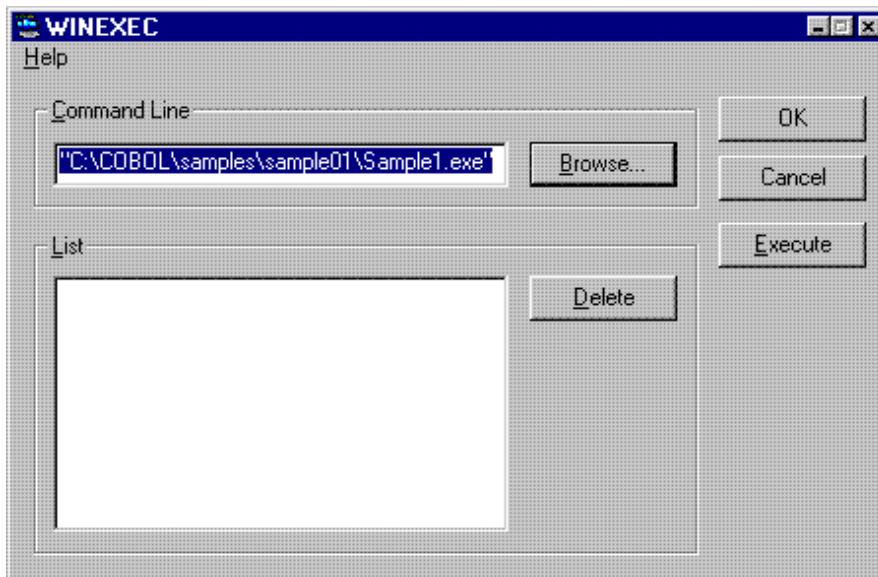 WINEXEC
Help
Command Line
"C:\COBOL\samples\sample01\Sample1.exe"
Browse...
OK
Cancel
Execute
List
Delete